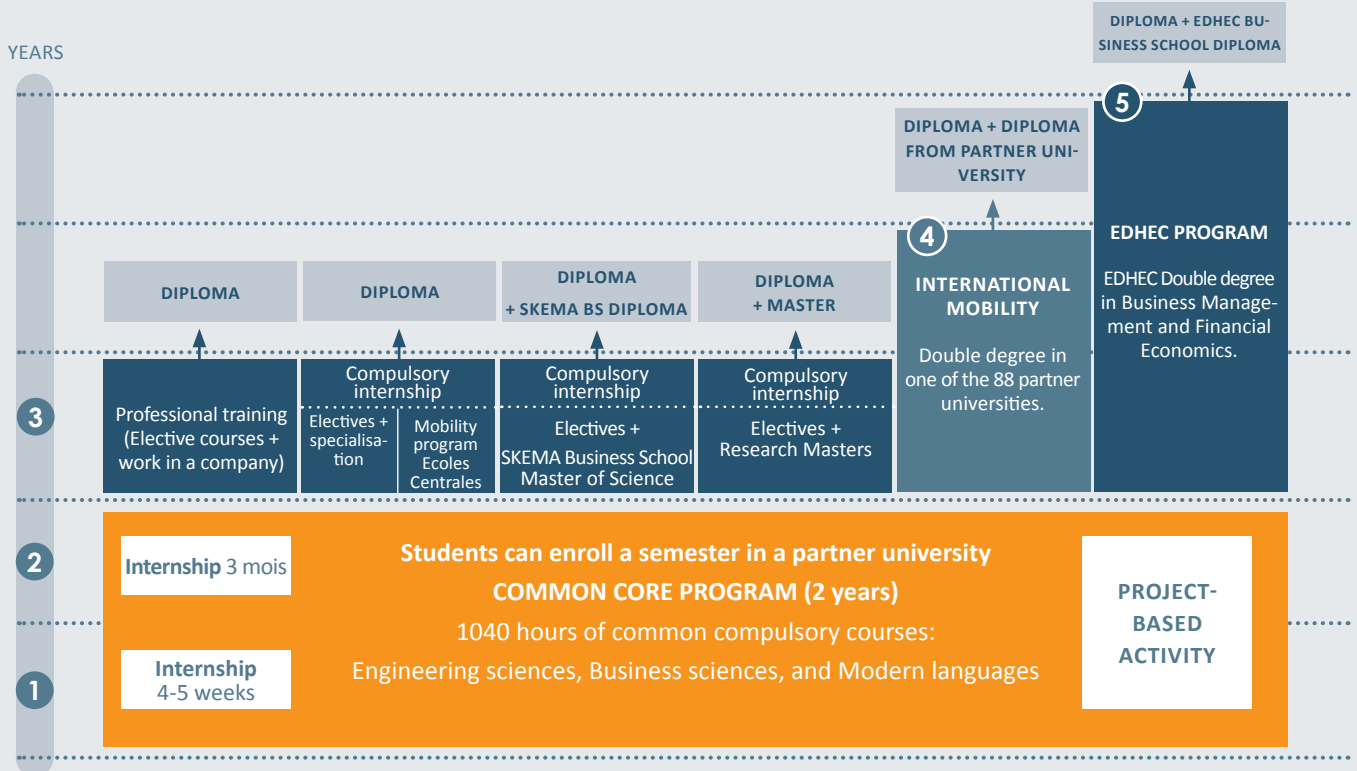 YEARS
DIPLOMA + EDHEC BU-
SINESS SCHOOL DIPLOMA
5
EDHEC PROGRAM
EDHEC Double degree
in Business Manage-
ment and Financial
Economics.
DIPLOMA + DIPLOMA
FROM PARTNER UNI-
VERSITY
4
INTERNATIONAL
MOBILITY
Double degree in
one of the 88 partner
universities.
DIPLOMA
DIPLOMA
DIPLOMA
+ SKEMA BS DIPLOMA
DIPLOMA
+ MASTER
3
Professional training
(Elective courses +
work in a company)
Compulsory
internship
Electives +
specialisa-
tion
Mobility
program
Ecoles
Centrales
Compulsory
internship
Electives +
SKEMA Business School
Master of Science
Compulsory
internship
Electives +
Research Masters
2
Internship 3 mois
1
Internship
4-5 weeks
Students can enroll a semester in a partner university
COMMON CORE PROGRAM (2 years)
1040 hours of common compulsory courses:
Engineering sciences, Business sciences, and Modern languages
PROJECT-
BASED
ACTIVITY